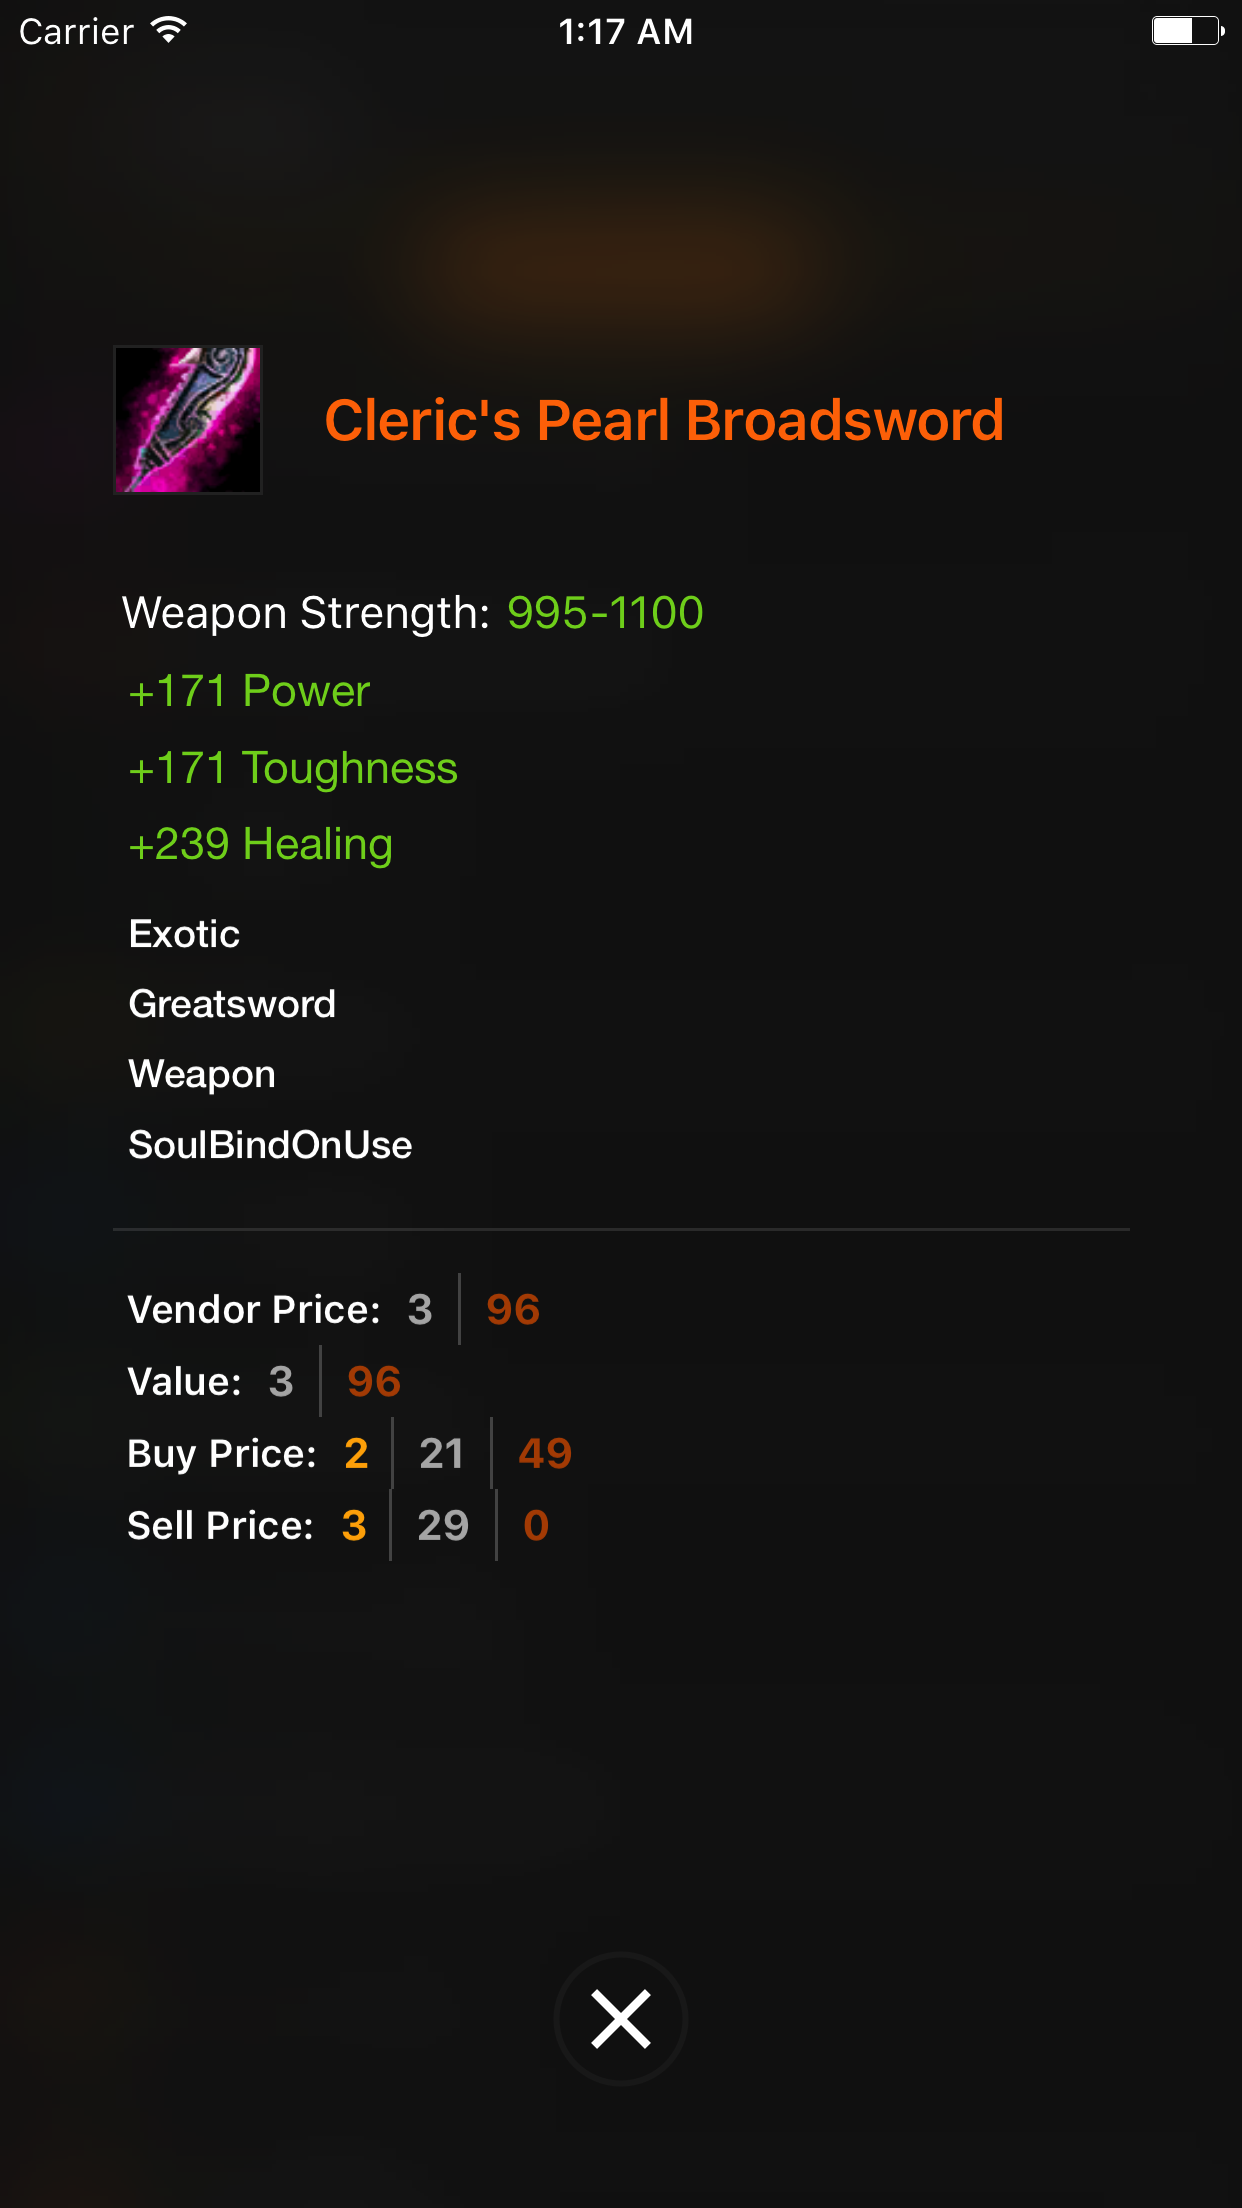 Carrier 1:17 AM
Cleric's Pearl Broadsword
Weapon Strength: 995-1100
+171 Power
+171 Toughness
+239 Healing
Exotic
Greatsword
Weapon
SoulBindOnUse
Vendor Price: 3 96
Value: 3 96
Buy Price: 2 21 49
Sell Price: 3 29 0